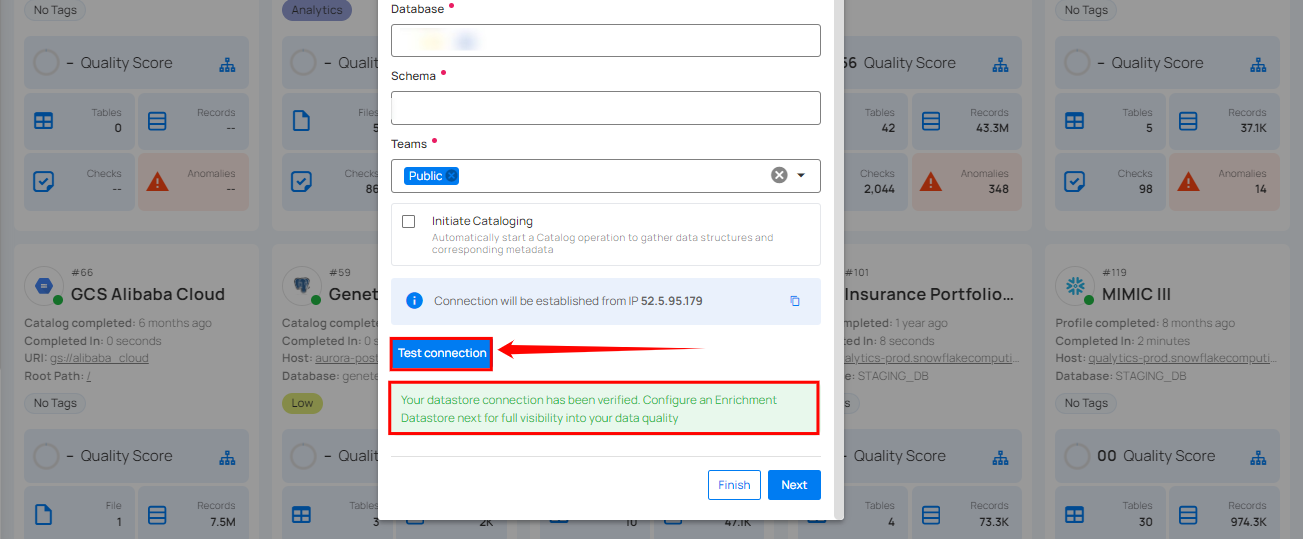 No Tags
Analytics
No Tags
– Quality Score
– Qualit
66 Quality Score
– Quality Score
Tables
0
Records
--
Files
Tables
42
Records
43.3M
Tables
5
Records
37.1K
Checks
--
Anomalies
--
Checks
86
Checks
2,044
Anomalies
348
Checks
98
Anomalies
14
Database •
Schema •
Teams •
Public
Initiate Cataloging
Automatically start a Catalog operation to gather data structures and
corresponding metadata
Connection will be established from IP 52.5.95.179
Test connection
Your datastore connection has been verified. Configure an Enrichment
Datastore next for full visibility into your data quality
Finish
Next
#66
GCS Alibaba Cloud
Catalog completed: 6 months ago
Completed In: 0 seconds
URI: gs://alibaba_cloud
Root Path: /
No Tags
– Quality Score
File
1
Records
7.5M
#59
Genet
Catalog complet
Completed In: 0 s
Host: aurora-post
Database: genete
Low
– Qualit
Tables
3
2K
10
47.1K
#101
Insurance Portfolio...
mpleted: 1 year ago
In: 8 seconds
alytics-prod.snowflakecomputi...
e: STAGING_DB
– Quality Score
Tables
4
Records
73.3K
#119
MIMIC III
Profile completed: 8 months ago
Completed In: 2 minutes
Host: qualytics-prod.snowflakecomputi...
Database: STAGING_DB
No Tags
00 Quality Score
Tables
30
Records
974.3K